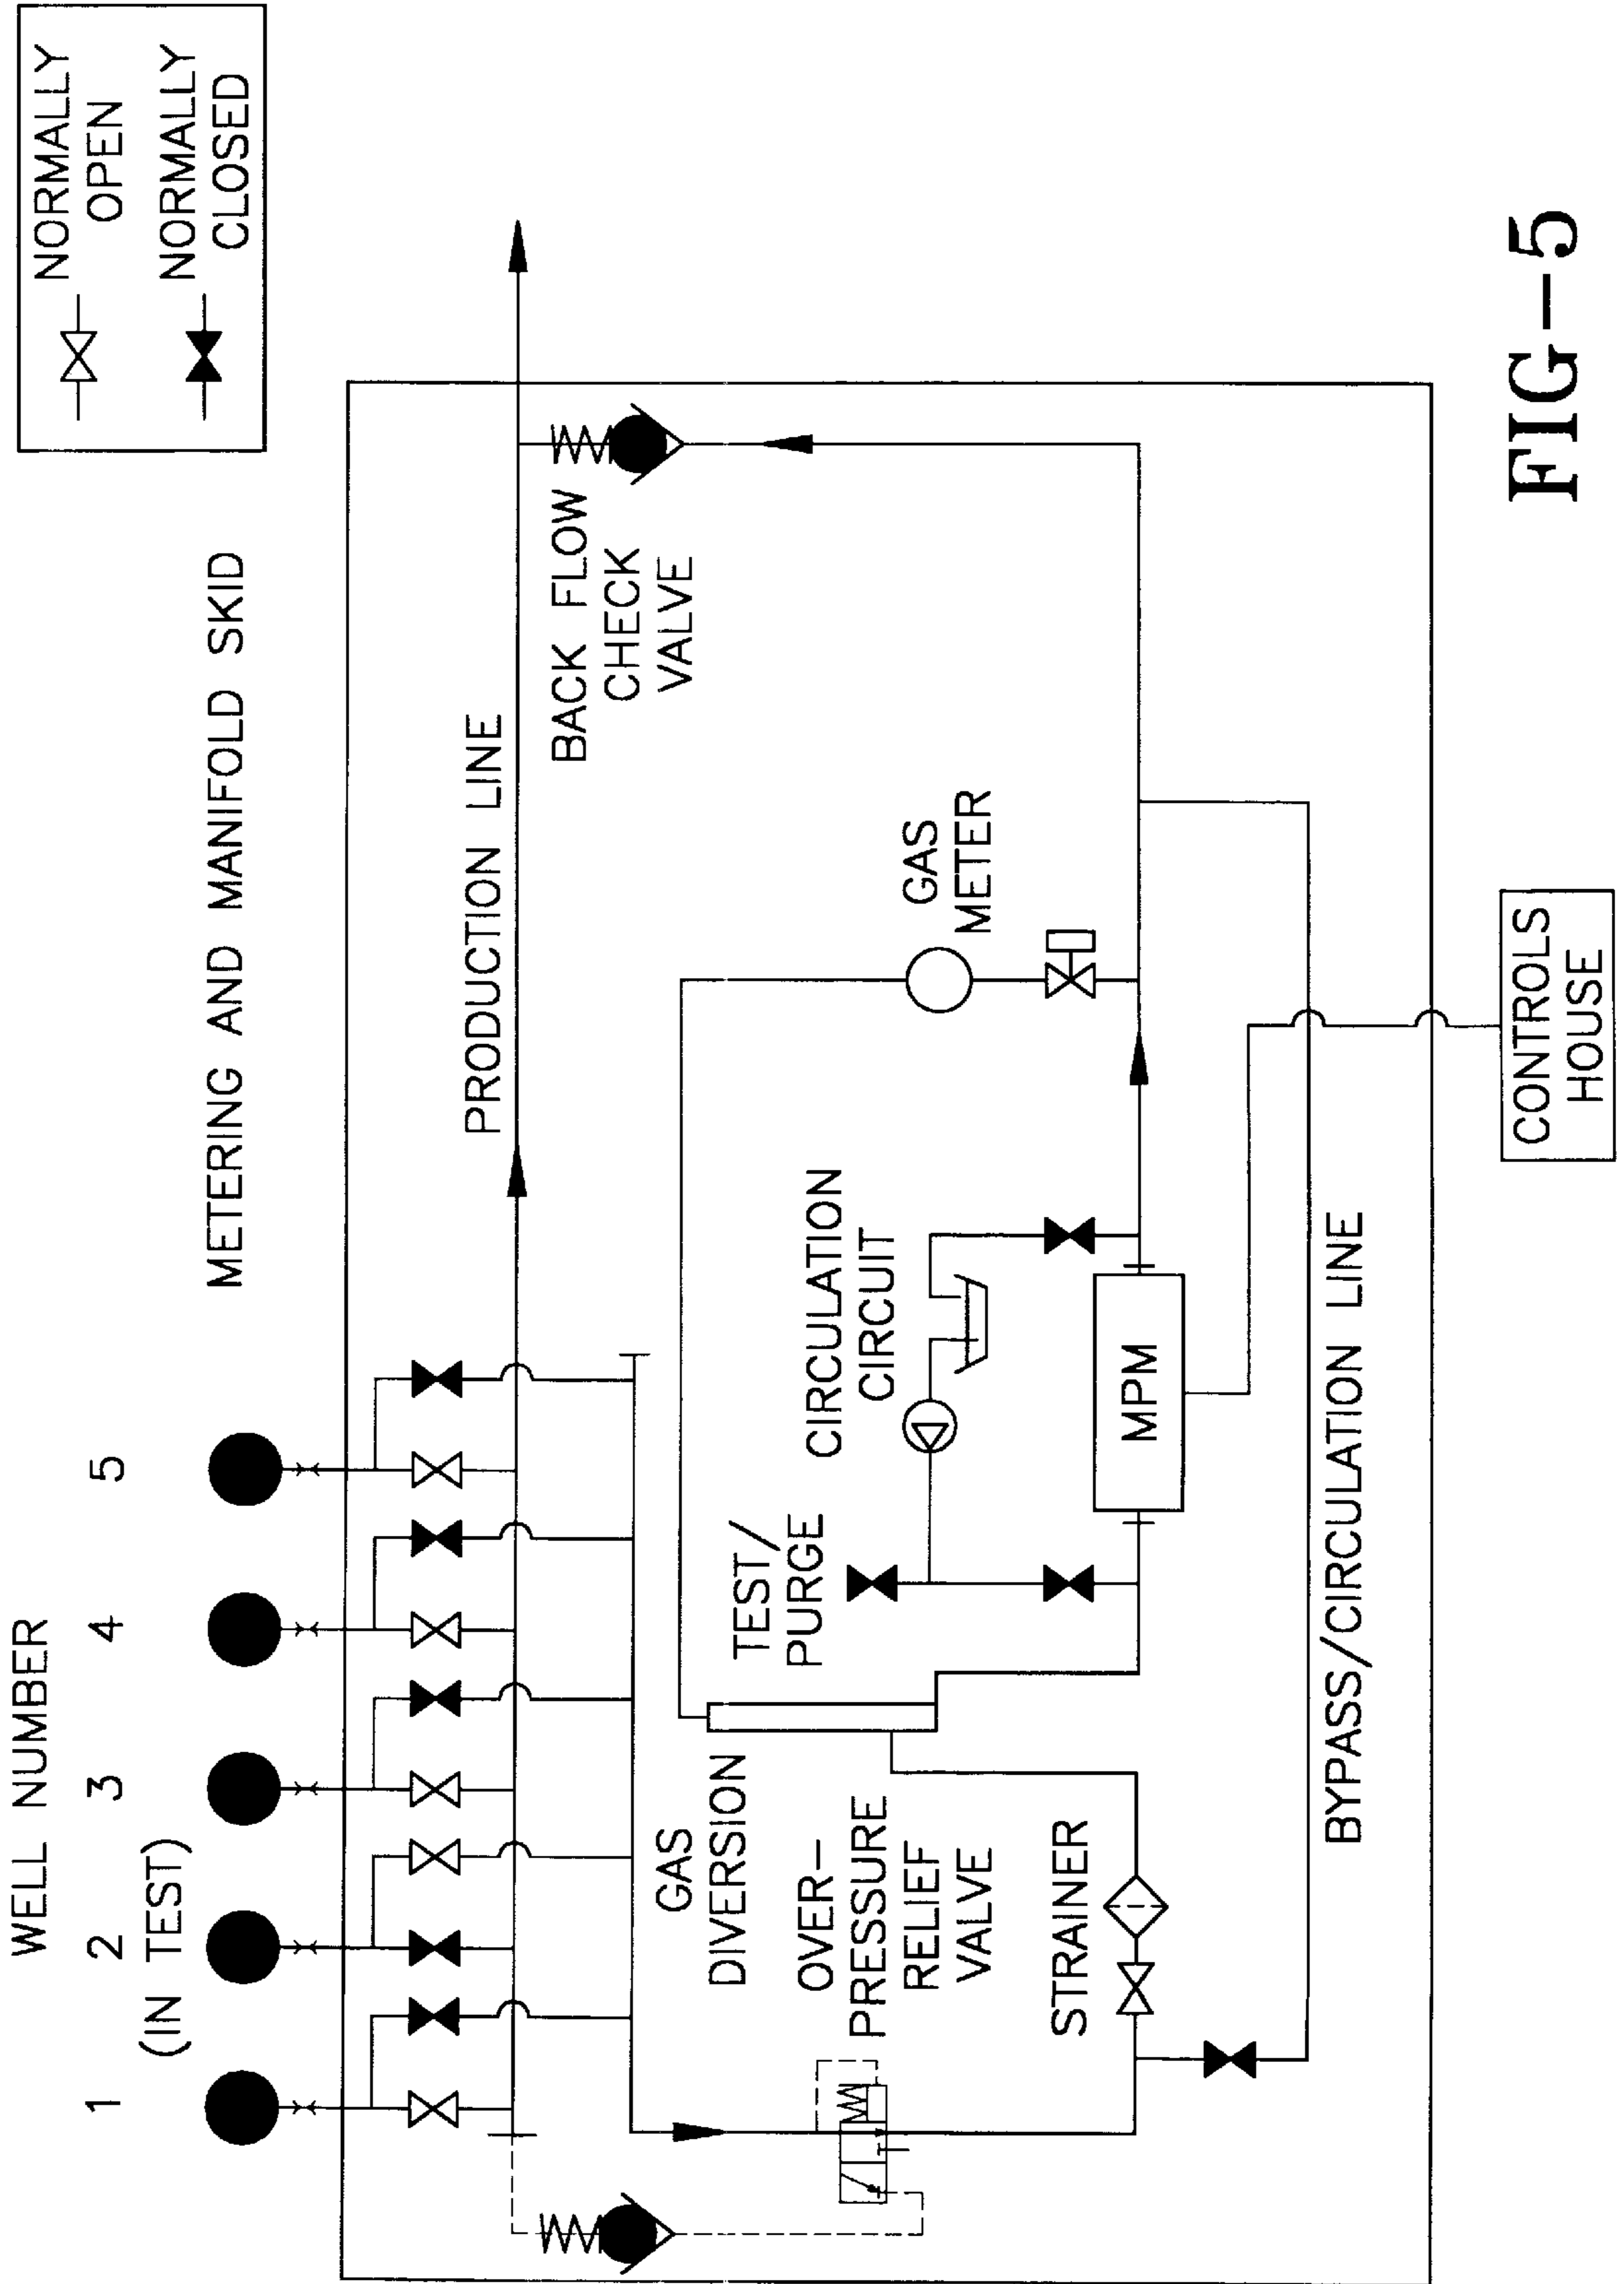 WELL NUMBER
1
2
3
4
5
(IN TEST)
METERING AND MANIFOLD SKID
NORMALLY
OPEN
NORMALLY
CLOSED
PRODUCTION LINE
BACK FLOW
CHECK
VALVE
GAS
DIVERSION
TEST/
PURGE
CIRCULATION
CIRCUIT
GAS
METER
OVER-
PRESSURE
RELIEF
VALVE
STRAINER
MPM
BYPASS/CIRCULATION LINE
CONTROLS
HOUSE
FIG-5